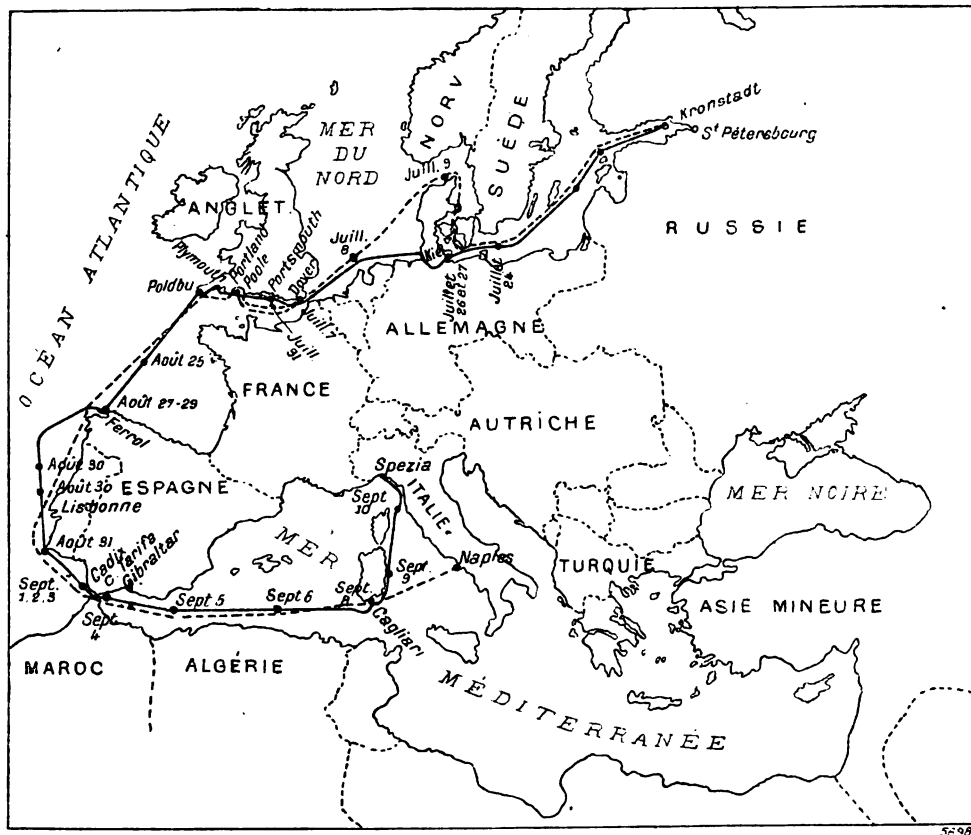 Kronstadt
St Pétersbourg
NORV
SUÈDE
MER
DU
NORD
Juill. 9
OCÉAN ATLANTIQUE
ANGLET.
RUSSIE
Juill.
8
Kiel
Plymouth
Portland
Poole
Portsmouth
Dover
Poldhu
Juillet
26 et 27
Juillet
24
Juill 7
Juill
91
ALLEMAGNE
Août 25
FRANCE
Août 27-29
Ferrol
AUTRICHE
Août 90
Août 30
Lisbonne
ESPAGNE
Spezia
ITALIE
Sept
10
MER NOIRE
Août 91
MER
Cadix
C. Tarifa
Gibraltar
Sept.
9
Naples
TURQUIE
Sept.
1.2.3
Sept.
4
Sept 5
Sept 6
Sept.
8
Cagliari
ASIE MINEURE
MAROC
ALGÉRIE
MÉDITERRANÉE
5698